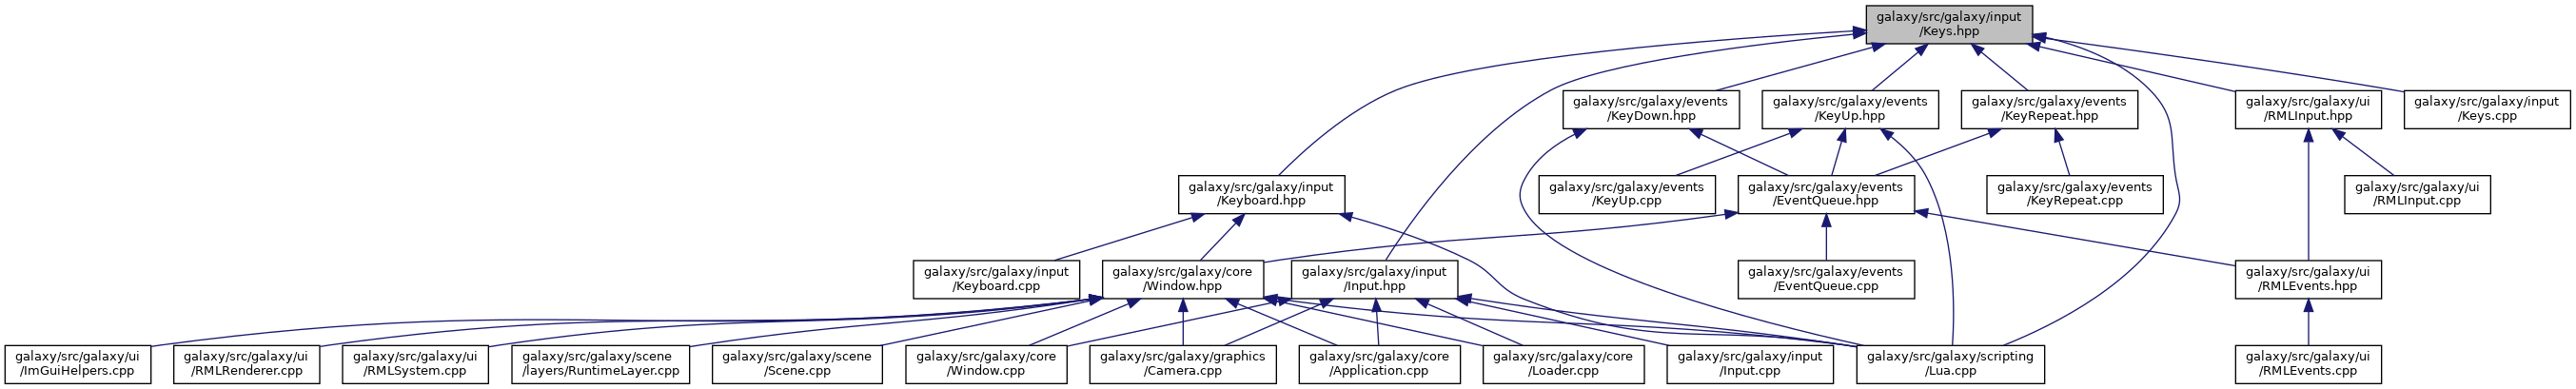 galaxy/src/galaxy/input
/Keys.hpp
galaxy/src/galaxy/events
/KeyDown.hpp
galaxy/src/galaxy/events
/KeyUp.hpp
galaxy/src/galaxy/events
/KeyRepeat.hpp
galaxy/src/galaxy/ui
/RMLInput.hpp
galaxy/src/galaxy/input
/Keys.cpp
galaxy/src/galaxy/input
/Keyboard.hpp
galaxy/src/galaxy/events
/KeyUp.cpp
galaxy/src/galaxy/events
/EventQueue.hpp
galaxy/src/galaxy/events
/KeyRepeat.cpp
galaxy/src/galaxy/ui
/RMLInput.cpp
galaxy/src/galaxy/input
/Keyboard.cpp
galaxy/src/galaxy/core
/Window.hpp
galaxy/src/galaxy/input
/Input.hpp
galaxy/src/galaxy/events
/EventQueue.cpp
galaxy/src/galaxy/ui
/RMLEvents.hpp
galaxy/src/galaxy/ui
/ImGuiHelpers.cpp
galaxy/src/galaxy/ui
/RMLRenderer.cpp
galaxy/src/galaxy/ui
/RMLSystem.cpp
galaxy/src/galaxy/scene
/layers/RuntimeLayer.cpp
galaxy/src/galaxy/scene
/Scene.cpp
galaxy/src/galaxy/core
/Window.cpp
galaxy/src/galaxy/graphics
/Camera.cpp
galaxy/src/galaxy/core
/Application.cpp
galaxy/src/galaxy/core
/Loader.cpp
galaxy/src/galaxy/input
/Input.cpp
galaxy/src/galaxy/scripting
/Lua.cpp
galaxy/src/galaxy/ui
/RMLEvents.cpp